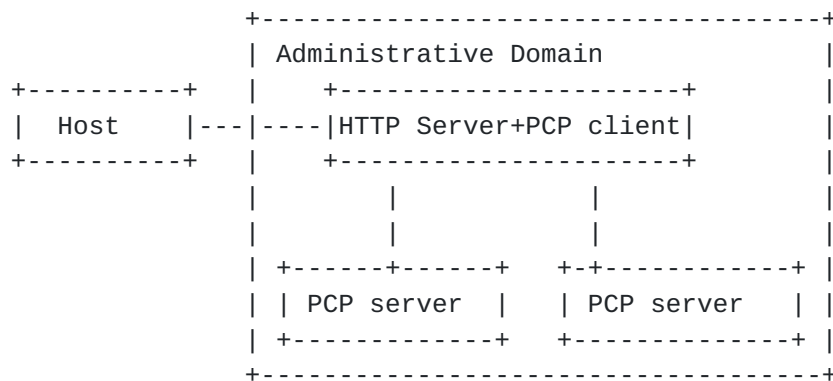 Administrative Domain
Host
HTTP Server+PCP client
PCP server
PCP server